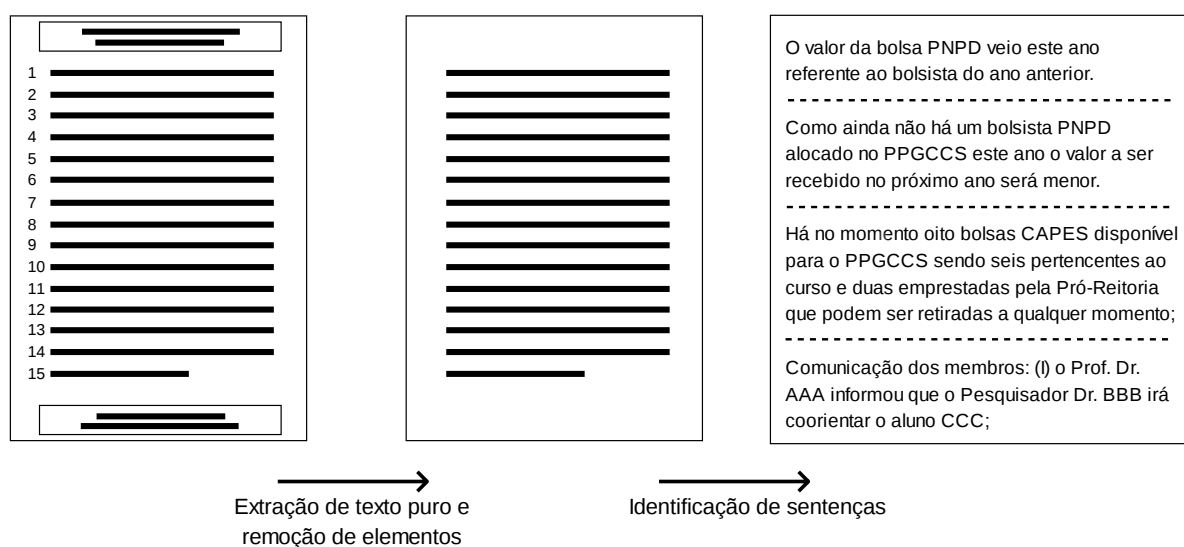 1
2
3
4
5
6
7
8
9
10
11
12
13
14
15
O valor da bolsa PNPD veio este ano
referente ao bolsista do ano anterior.
Como ainda não há um bolsista PNPD
alocado no PPGCCS este ano o valor a ser
recebido no próximo ano será menor.
Há no momento oito bolsas CAPES disponível
para o PPGCCS sendo seis pertencentes ao
curso e duas emprestadas pela Pró-Reitoria
que podem ser retiradas a qualquer momento;
Comunicação dos membros: (I) o Prof. Dr.
AAA informou que o Pesquisador Dr. BBB irá
coorientar o aluno CCC;
Extração de texto puro e
remoção de elementos
Identificação de sentenças